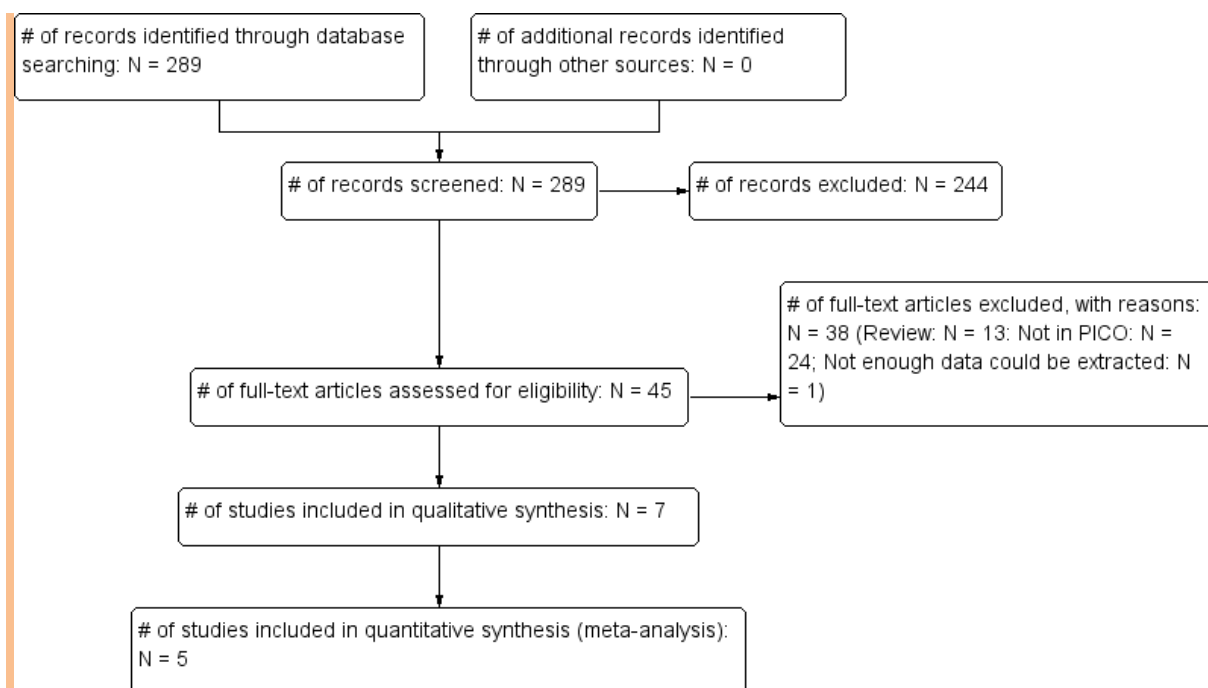 # of records identified through database
searching: N = 289
# of additional records identified
through other sources: N = 0
# of records screened: N = 289
# of records excluded: N = 244
# of full-text articles excluded, with reasons:
N = 38 (Review: N = 13: Not in PICO: N =
24; Not enough data could be extracted: N
= 1)
# of full-text articles assessed for eligibility: N = 45
# of studies included in qualitative synthesis: N = 7
# of studies included in quantitative synthesis (meta-analysis):
N = 5